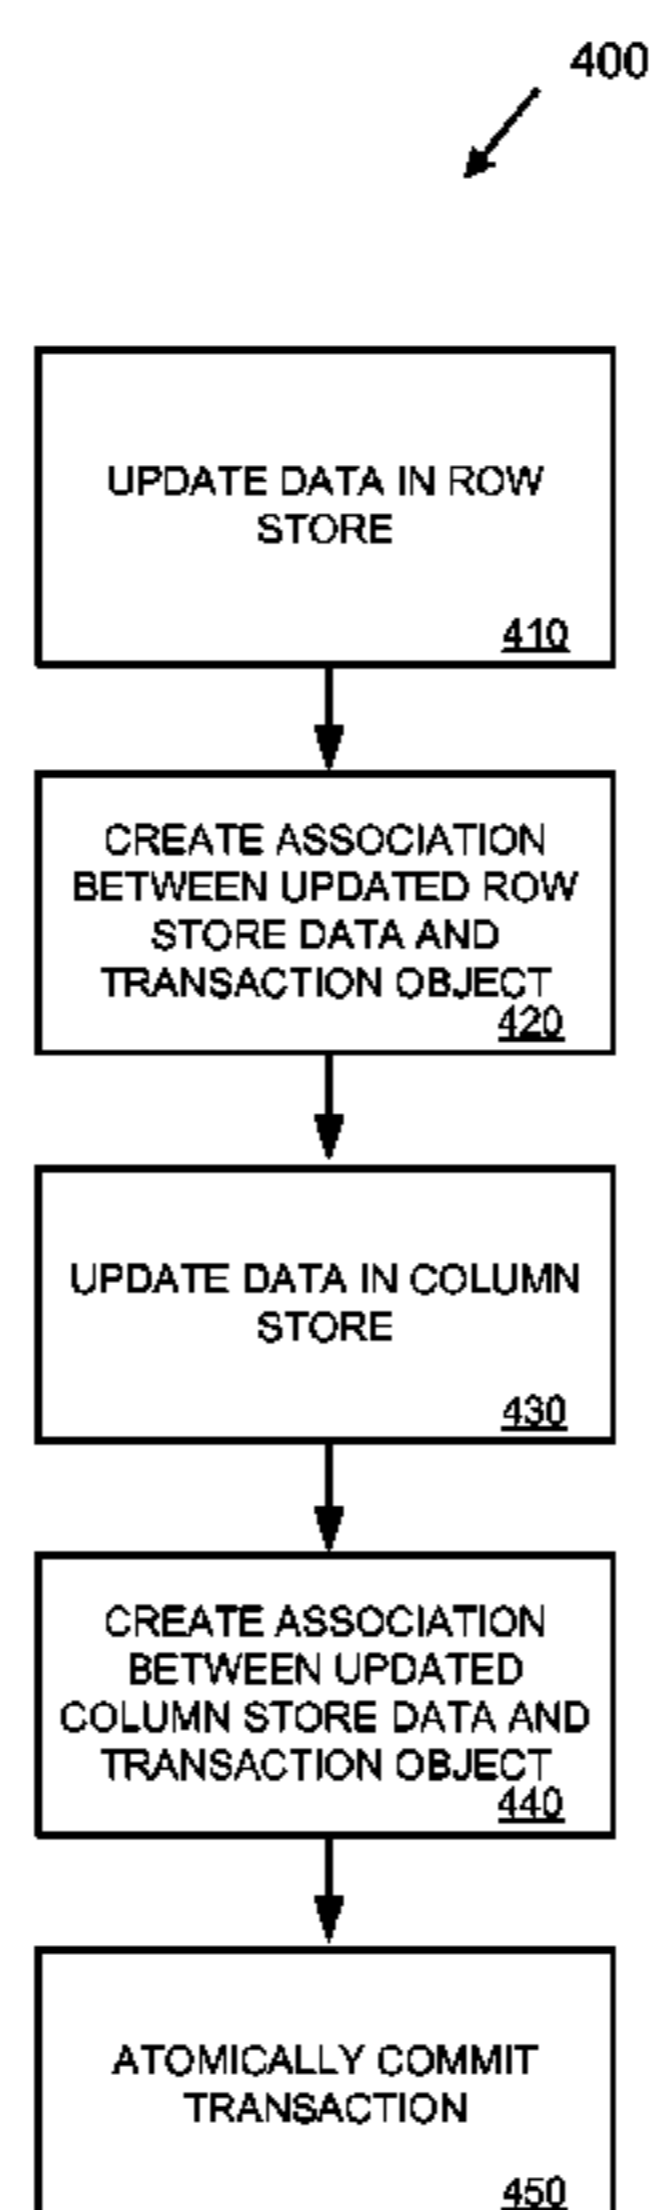 400
UPDATE DATA IN ROW
STORE
410
CREATE ASSOCIATION
BETWEEN UPDATED ROW
STORE DATA AND
TRANSACTION OBJECT
420
UPDATE DATA IN COLUMN
STORE
430
CREATE ASSOCIATION
BETWEEN UPDATED
COLUMN STORE DATA AND
TRANSACTION OBJECT
440
ATOMICALLY COMMIT
TRANSACTION
450